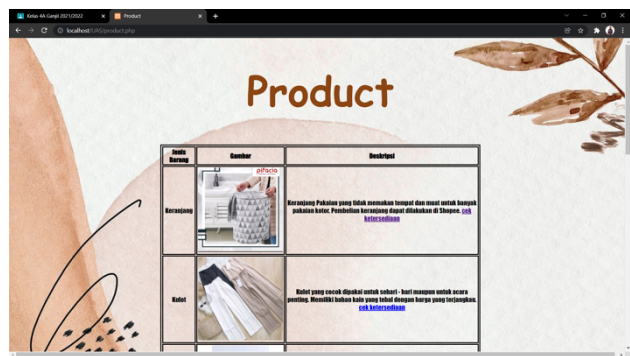 Kelas 4A Ganjil 2021/2022
Product
localhost/UAS/product.php
Product
Jenis
Barang
Gambar
Deskripsi
Keranjang
Keranjang Pakaian yang tidak memakan tempat dan muat untuk banyak
pakaian kotor. Pembelian keranjang dapat dilakukan di Shopee. cek
ketersediaan
Kulot
Kulot yang cocok dipakai untuk sehari - hari maupun untuk acara
penting. Memiliki bahan kain yang tebal dengan harga yang terjangkau.
cek ketersediaan